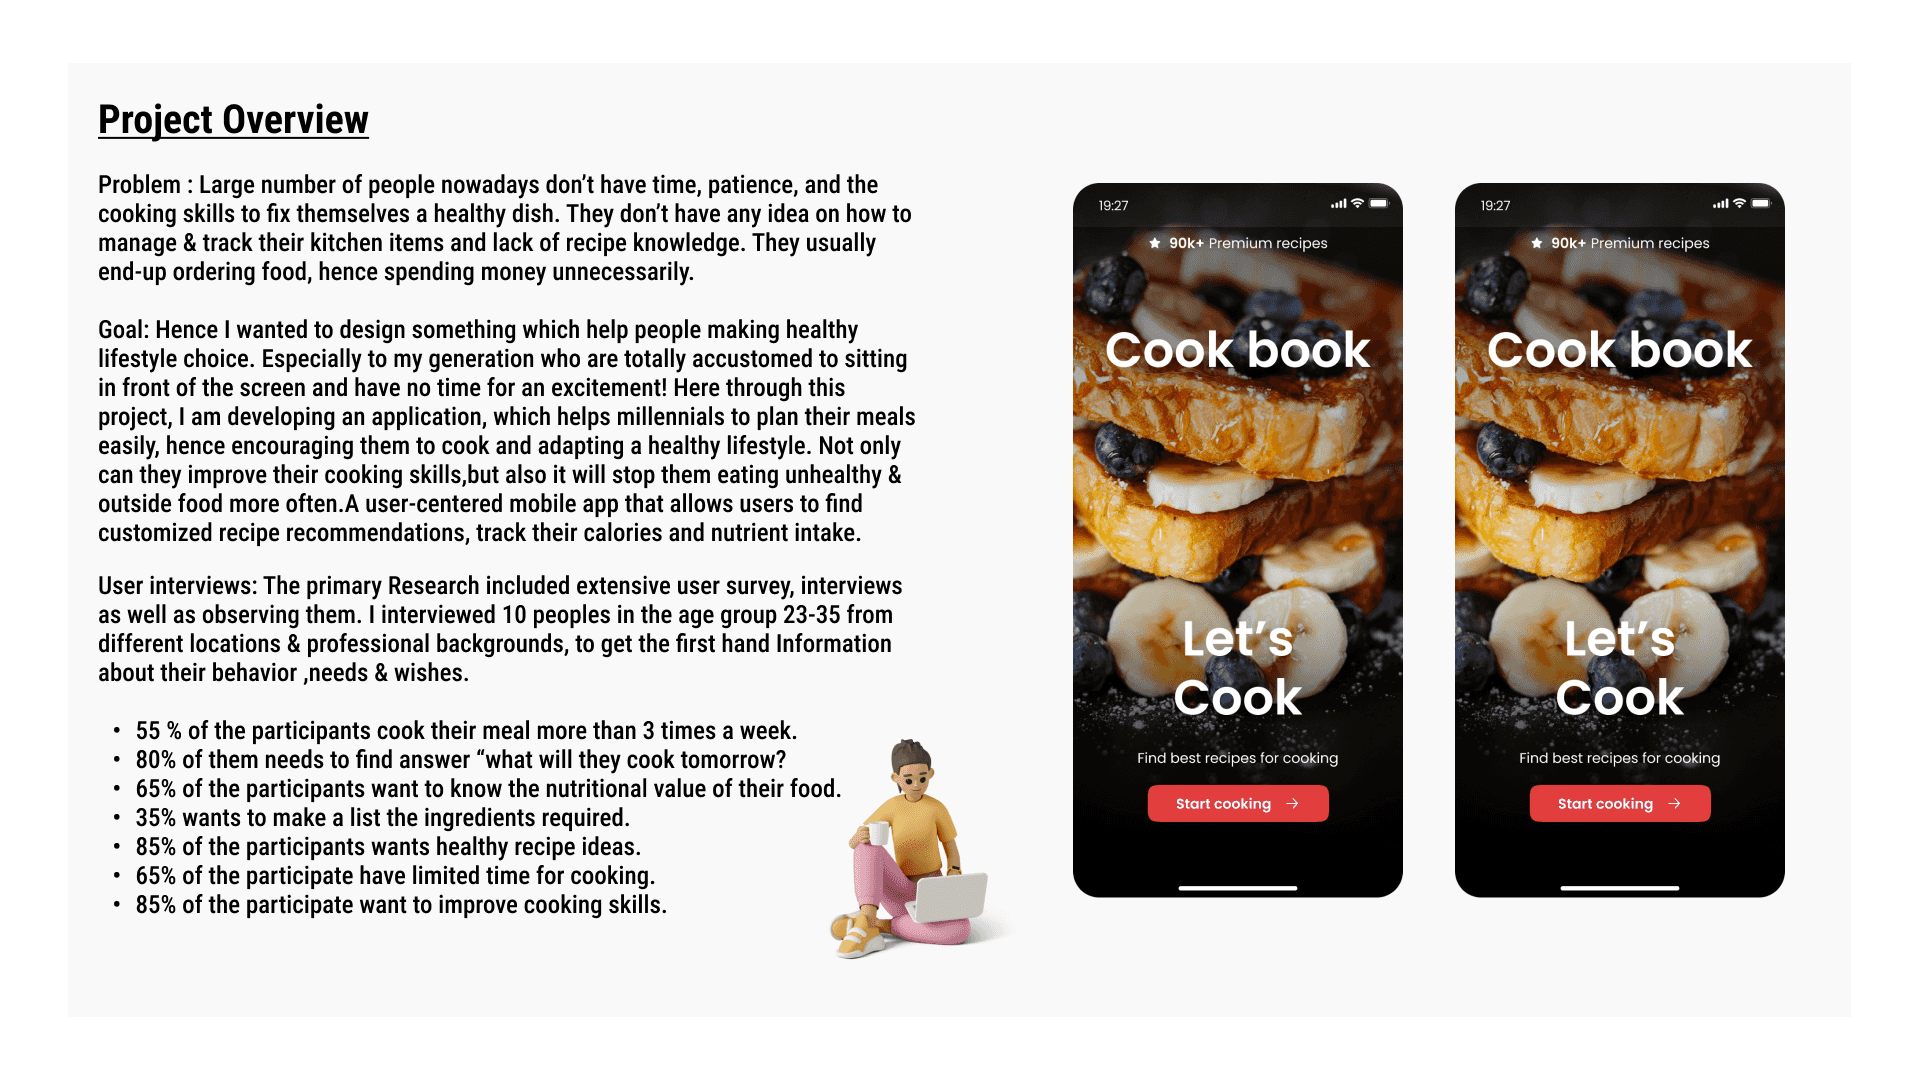 Project Overview
Problem : Large number of people nowadays don’t have time, patience, and the
cooking skills to fix themselves a healthy dish. They don’t have any idea on how to
manage & track their kitchen items and lack of recipe knowledge. They usually
end-up ordering food, hence spending money unnecessarily.
Goal: Hence I wanted to design something which help people making healthy
lifestyle choice. Especially to my generation who are totally accustomed to sitting
in front of the screen and have no time for an excitement! Here through this
project, I am developing an application, which helps millennials to plan their meals
easily, hence encouraging them to cook and adapting a healthy lifestyle. Not only
can they improve their cooking skills,but also it will stop them eating unhealthy &
outside food more often.A user-centered mobile app that allows users to find
customized recipe recommendations, track their calories and nutrient intake.
User interviews: The primary Research included extensive user survey, interviews
as well as observing them. I interviewed 10 peoples in the age group 23-35 from
different locations & professional backgrounds, to get the first hand Information
about their behavior ,needs & wishes.
• 55 % of the participants cook their meal more than 3 times a week.
• 80% of them needs to find answer “what will they cook tomorrow?
• 65% of the participants want to know the nutritional value of their food.
• 35% wants to make a list the ingredients required.
• 85% of the participants wants healthy recipe ideas.
• 65% of the participate have limited time for cooking.
• 85% of the participate want to improve cooking skills.
19:27
90k+ Premium recipes
Cook book
Let’s
Cook
Find best recipes for cooking
Start cooking →
19:27
90k+ Premium recipes
Cook book
Let’s
Cook
Find best recipes for cooking
Start cooking →